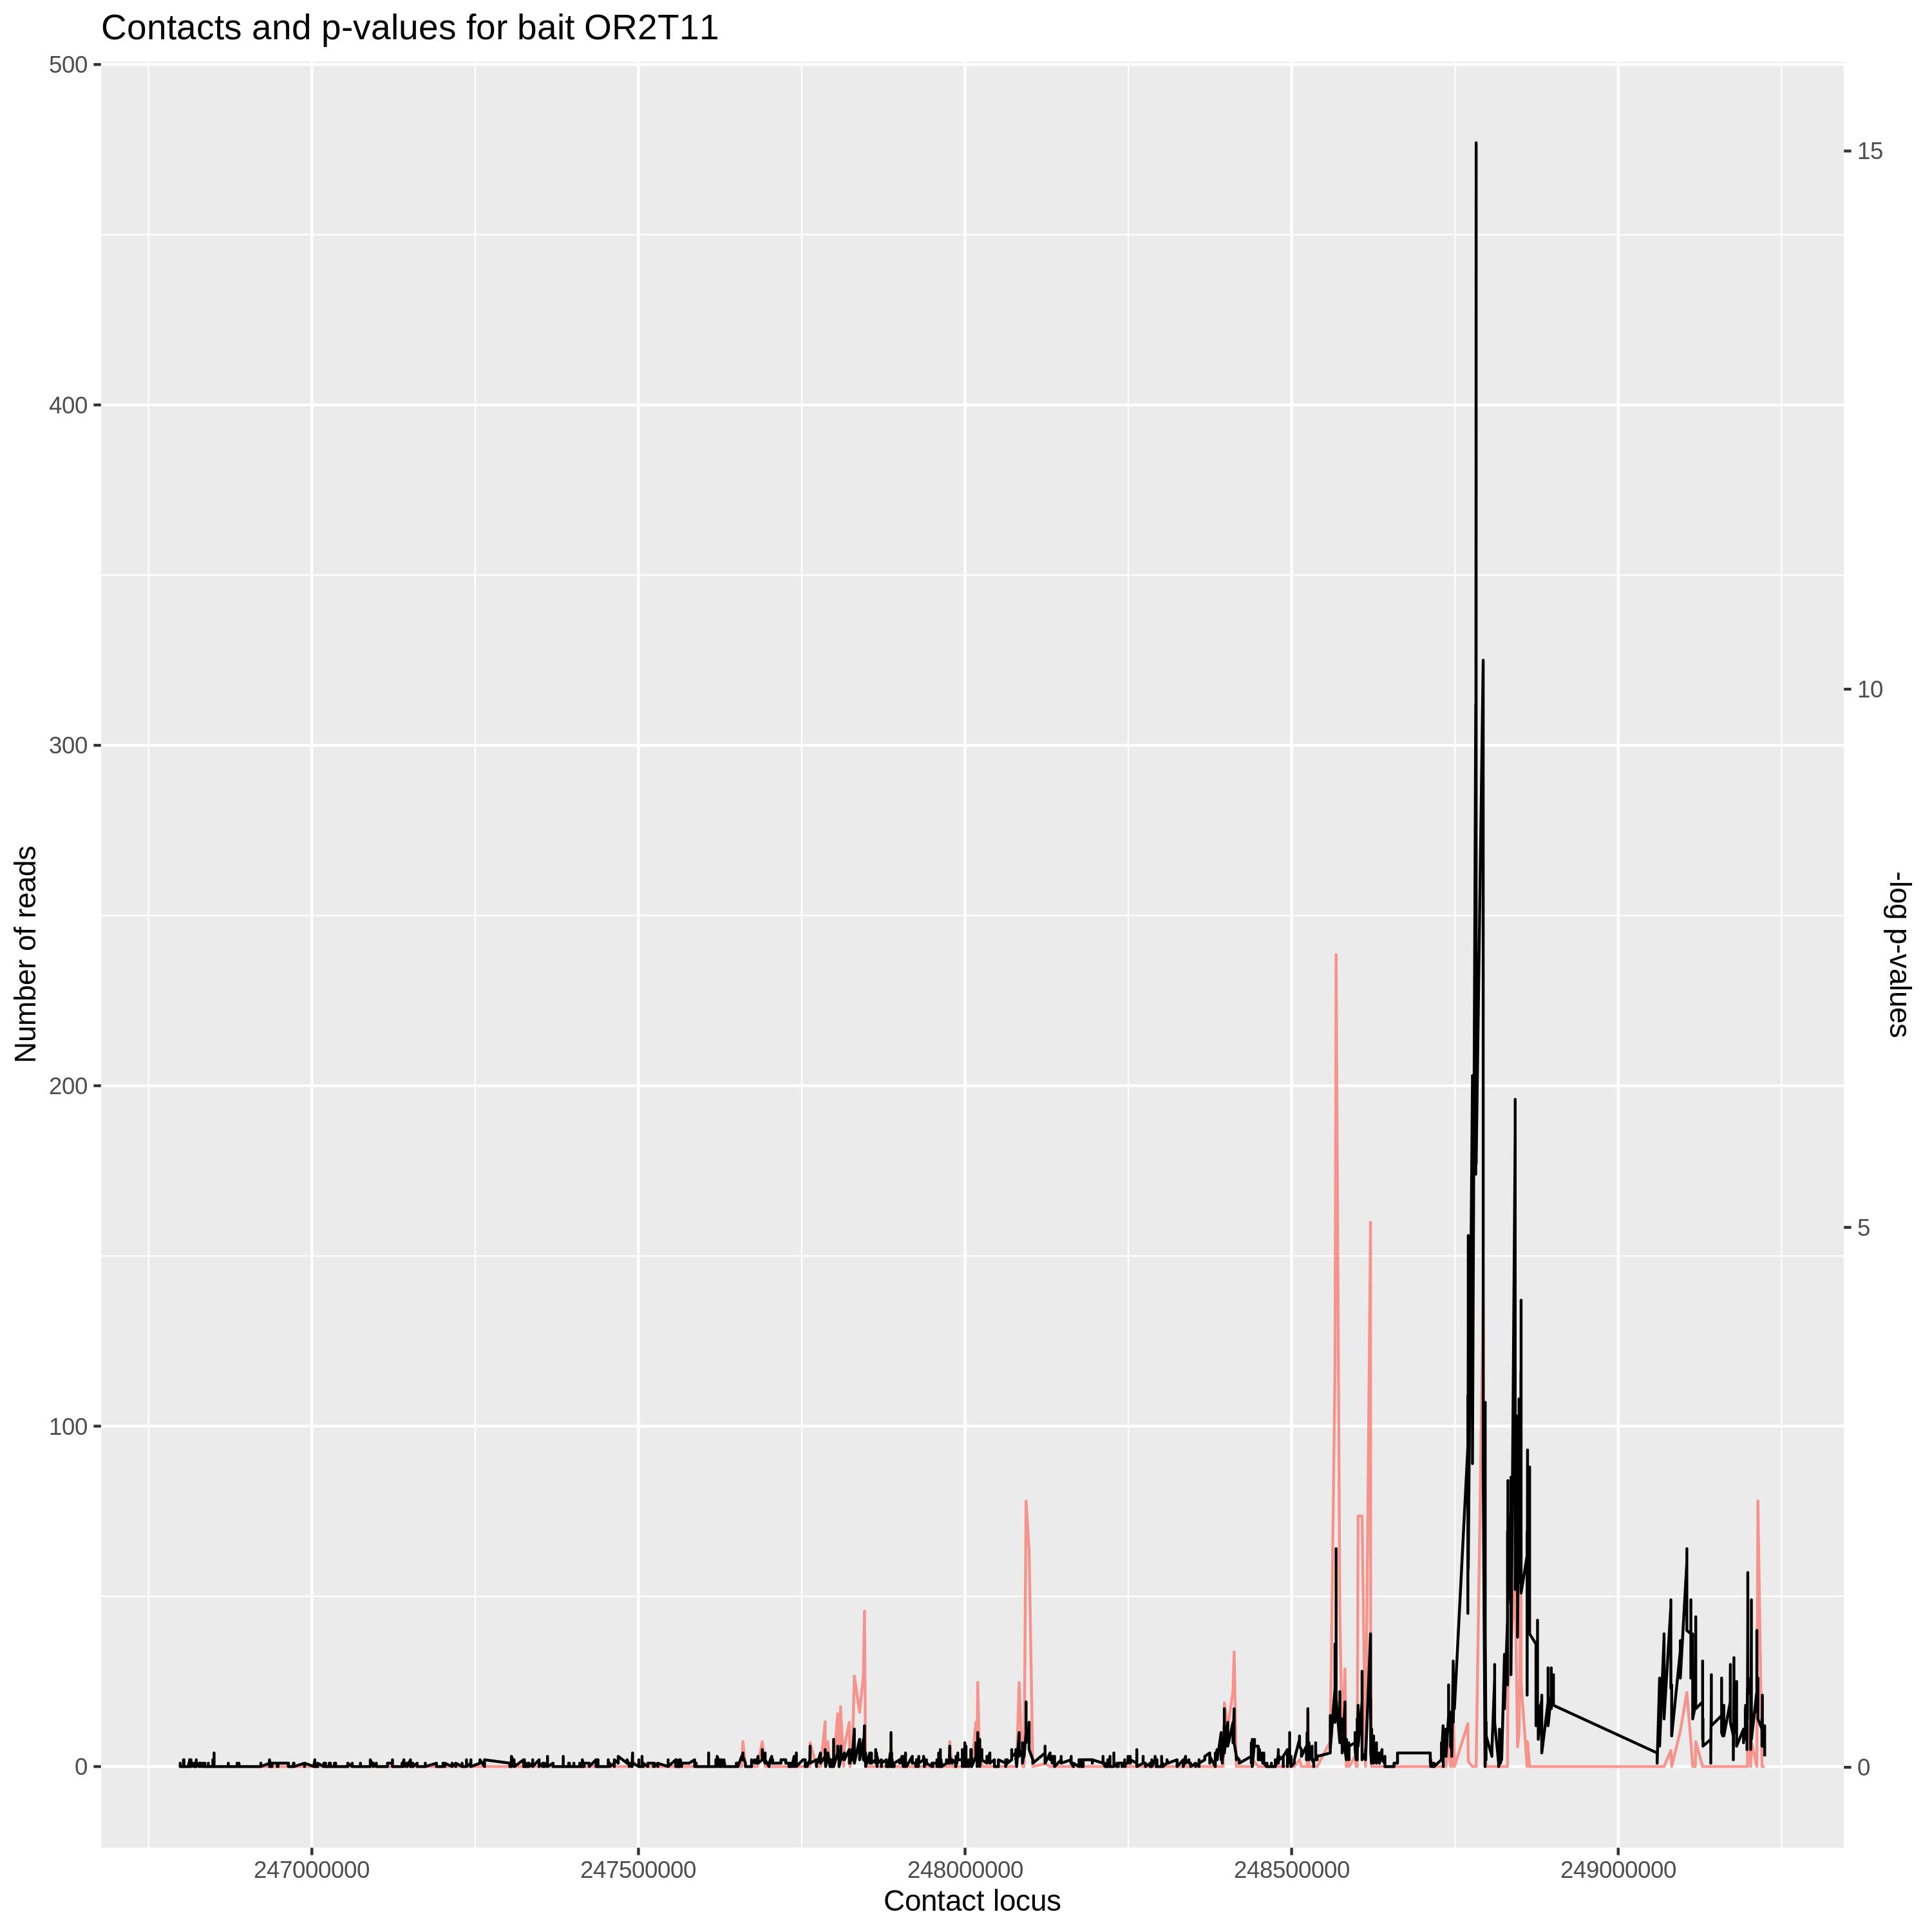 Contacts and p-values for bait OR2T11
500
400
300
200
100
0
Number of reads
15
10
5
0
-log p-values
247000000 247500000 248000000 248500000 249000000
Contact locus